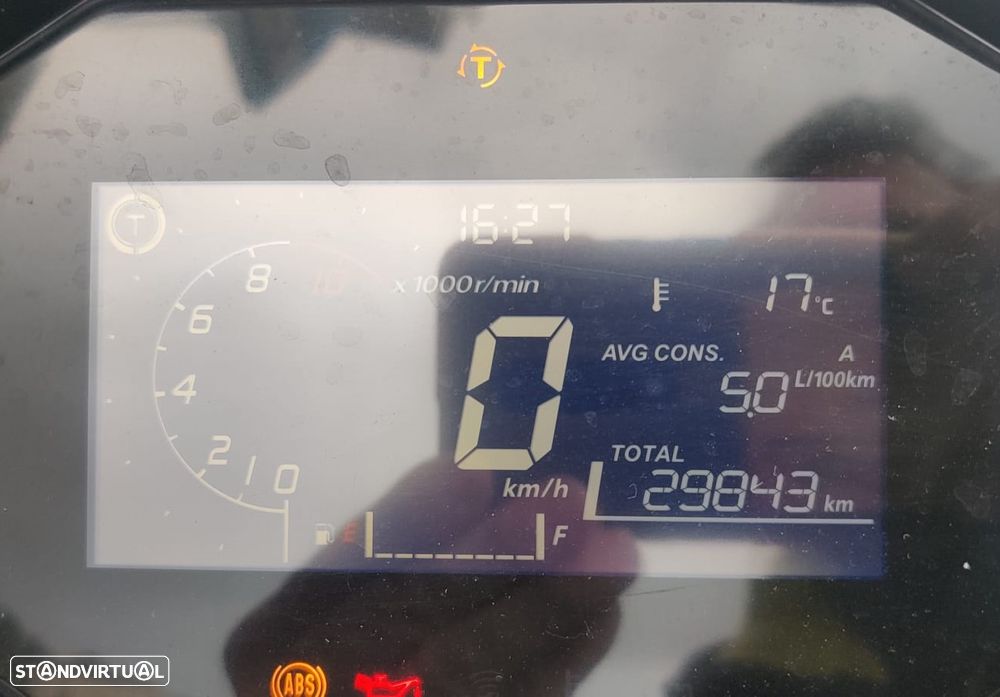 T
T
16:27
8 10
x 1000r/min
17°C
6
AVG CONS. A
4
5.0 L/100km
0
2 1 0
TOTAL
29843 km
km/h
E F
ABS
STANDVIRTUAL